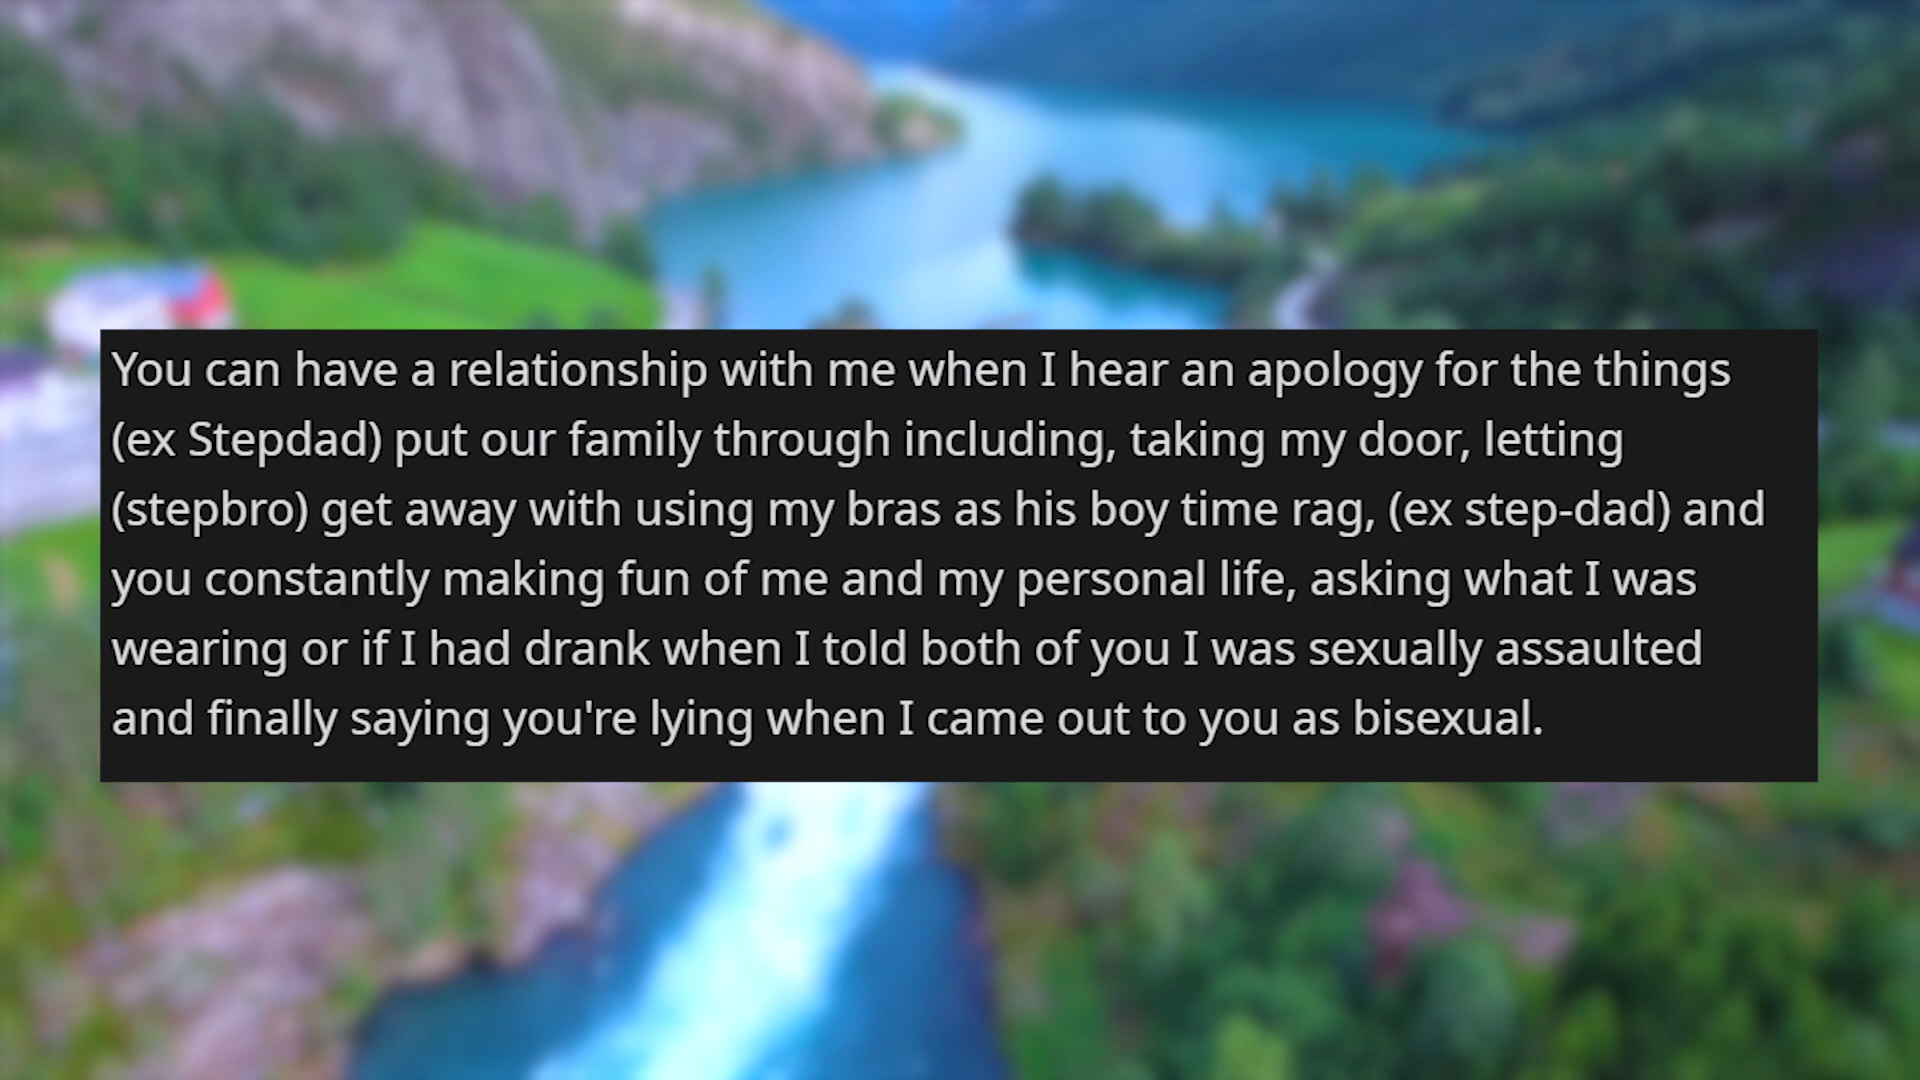 You can have a relationship with me when I hear an apology for the things
(ex Stepdad) put our family through including, taking my door, letting
(stepbro) get away with using my bras as his boy time rag, (ex step-dad) and
you constantly making fun of me and my personal life, asking what I was
wearing or if I had drank when I told both of you I was sexually assaulted
and finally saying you're lying when I came out to you as bisexual.